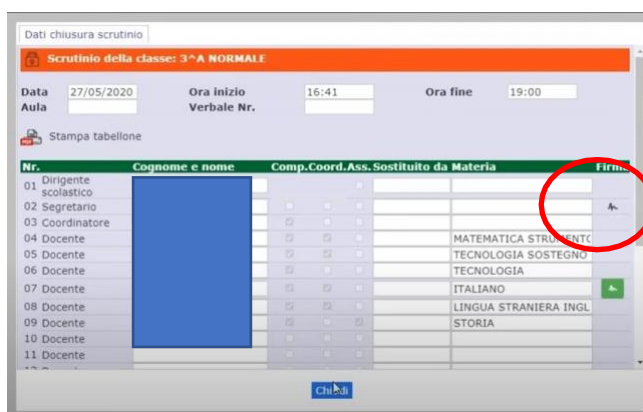 Dati chiusura scrutinio
Scrutinio della classe: 3^A NORMALE
Data 27/05/2020 Ora inizio 16:41 Ora fine 19:00
Aula Verbale Nr.
Stampa tabellone
Nr. Cognome e nome Comp. Coord. Ass. Sostituito da Materia Firma
01 Dirigente scolastico
02 Segretario
03 Coordinatore
04 Docente MATEMATICA STRUMENTO
05 Docente TECNOLOGIA SOSTEGNO
06 Docente TECNOLOGIA
07 Docente ITALIANO
08 Docente LINGUA STRANIERA INGL
09 Docente STORIA
10 Docente
11 Docente
Chiudi